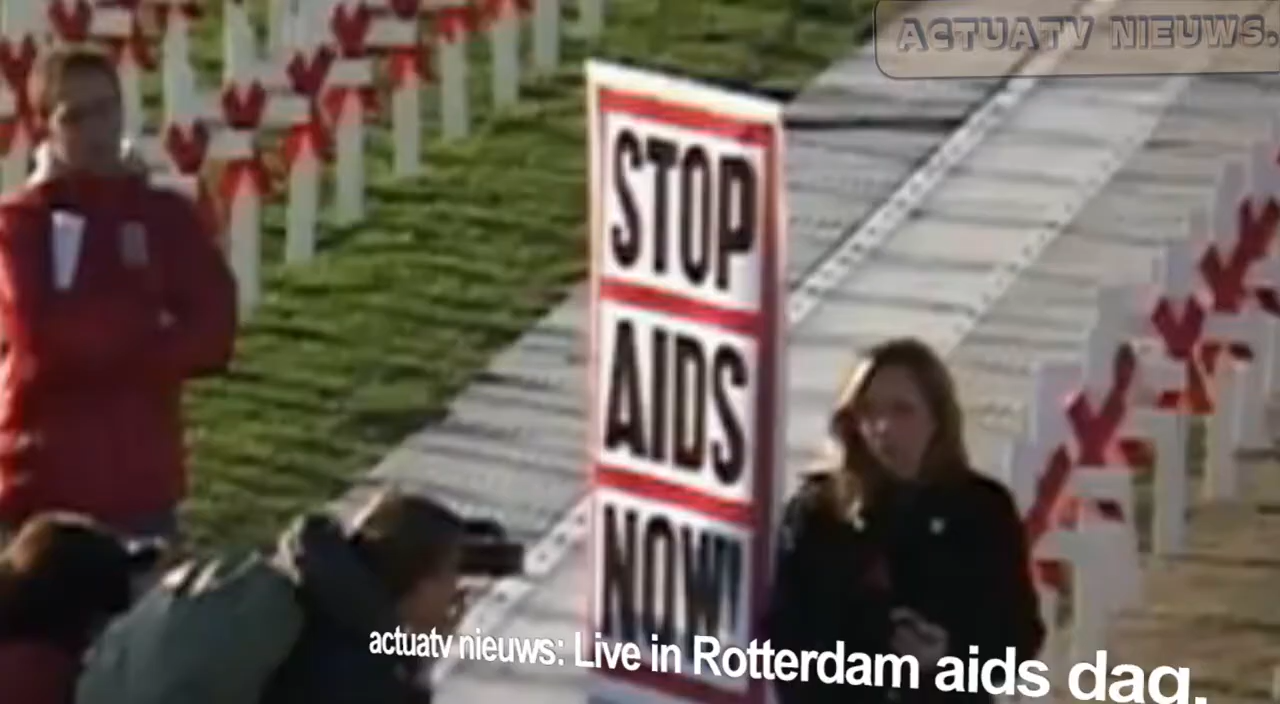 ACTUATV NIEUWS.
STOP
AIDS
NOW!
actuatv nieuws: Live in Rotterdam aids dag.